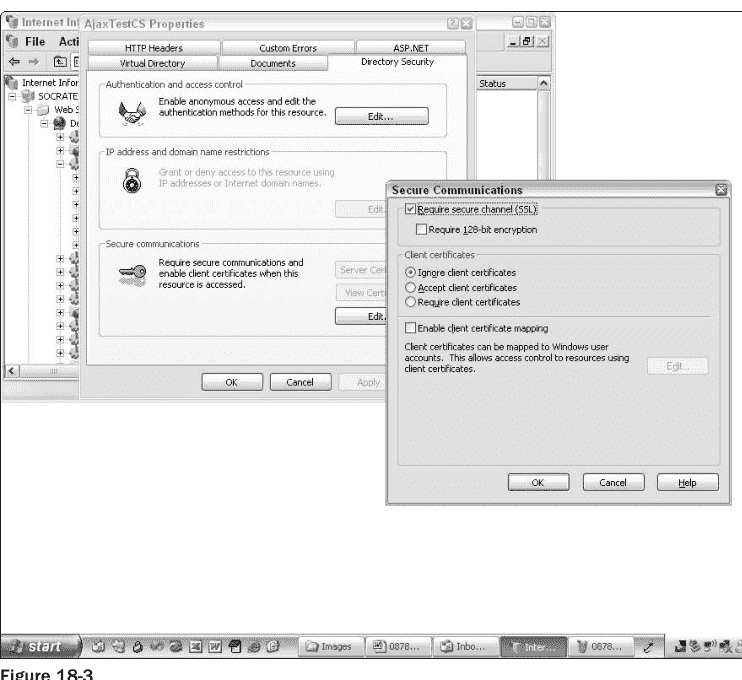 Internet Inf
File Acti
Internet Infor
SOCRATE
Web S
De
AjaxTestCS Properties
HTTP Headers
Custom Errors
ASP.NET
Virtual Directory
Documents
Directory Security
Authentication and access control
Enable anonymous access and edit the
authentication methods for this resource.
Edit...
IP address and domain name restrictions
Grant or deny access to this resource using
IP addresses or Internet domain names.
Edit
Secure communications
Require secure communications and
enable client certificates when this
resource is accessed.
Server Cer
View Cert
Edit.
OK
Cancel
Apply
Status
Secure Communications
Require secure channel (SSL)
Require 128-bit encryption
Client certificates
Ignore client certificates
Accept client certificates
Require client certificates
Enable client certificate mapping
Client certificates can be mapped to Windows user
accounts. This allows access control to resources using
client certificates.
Edit...
OK
Cancel
Help
start
Images
0878...
Inbo...
Inter...
0878...
Figure 18-3